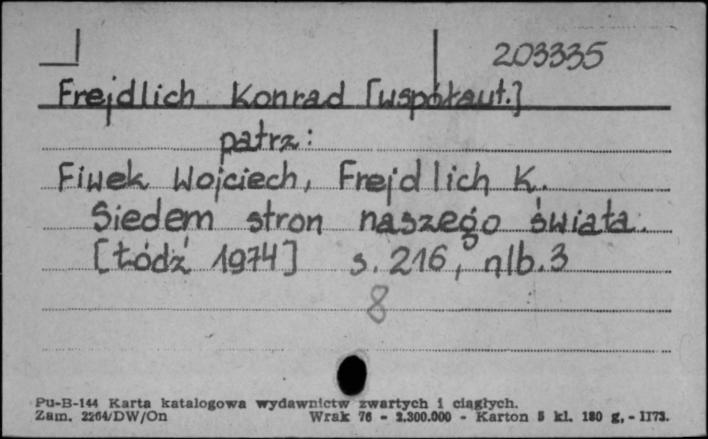 203335
Frejdlich Konrad [współaut.]
patrz:
Fiwek Wojciech, Frejdlich K.
Siedem stron naszego świata.
[Łódź 1974] s. 216, nlb. 3
8
Pu-B-144 Karta katalogowa wydawnictw zwartych i ciągłych.
Zam. 2264/DW/On Wrak 76 - 2.300.000 - Karton 5 kl. 180 g. - II73.